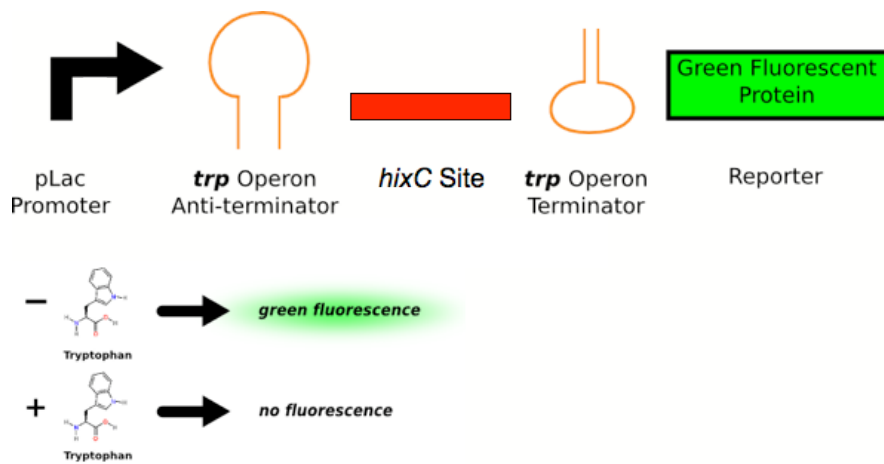 Green Fluorescent
Protein
pLac
Promoter
trp Operon
Anti-terminator
hixC Site
trp Operon
Terminator
Reporter
−
H
N
H
N
H
O
H
O
Tryptophan
green fluorescence
+
H
N
H
N
H
O
H
O
Tryptophan
no fluorescence